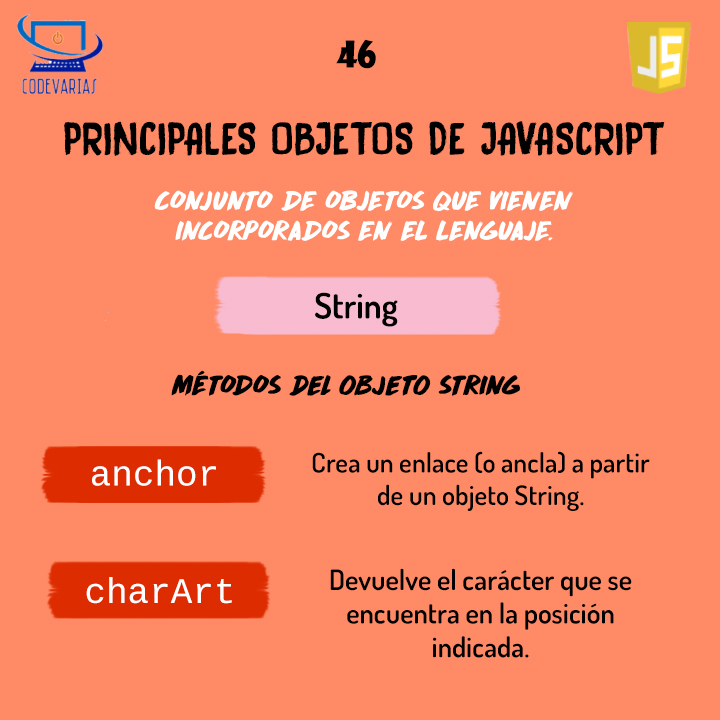 CODEVARIAS
46
JS
PRINCIPALES OBJETOS DE JAVASCRIPT
CONJUNTO DE OBJETOS QUE VIENEN
INCORPORADOS EN EL LENGUAJE.
String
MÉTODOS DEL OBJETO STRING
anchor
Crea un enlace (o ancla) a partir
de un objeto String.
charArt
Devuelve el carácter que se
encuentra en la posición
indicada.